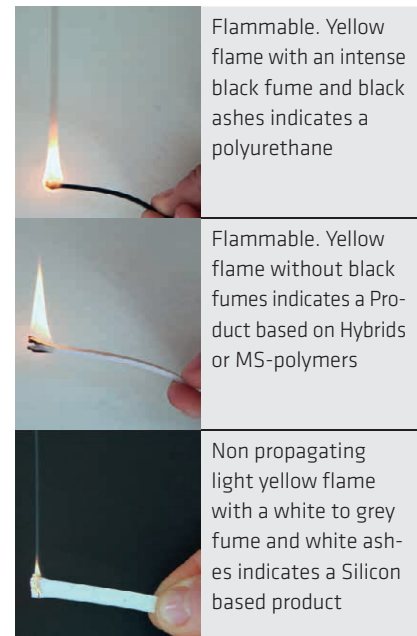 Flammable. Yellow
flame with an intense
black fume and black
ashes indicates a
polyurethane
Flammable. Yellow
flame without black
fumes indicates a Pro-
duct based on Hybrids
or MS-polymers
Non propagating
light yellow flame
with a white to grey
fume and white ash-
es indicates a Silicon
based product